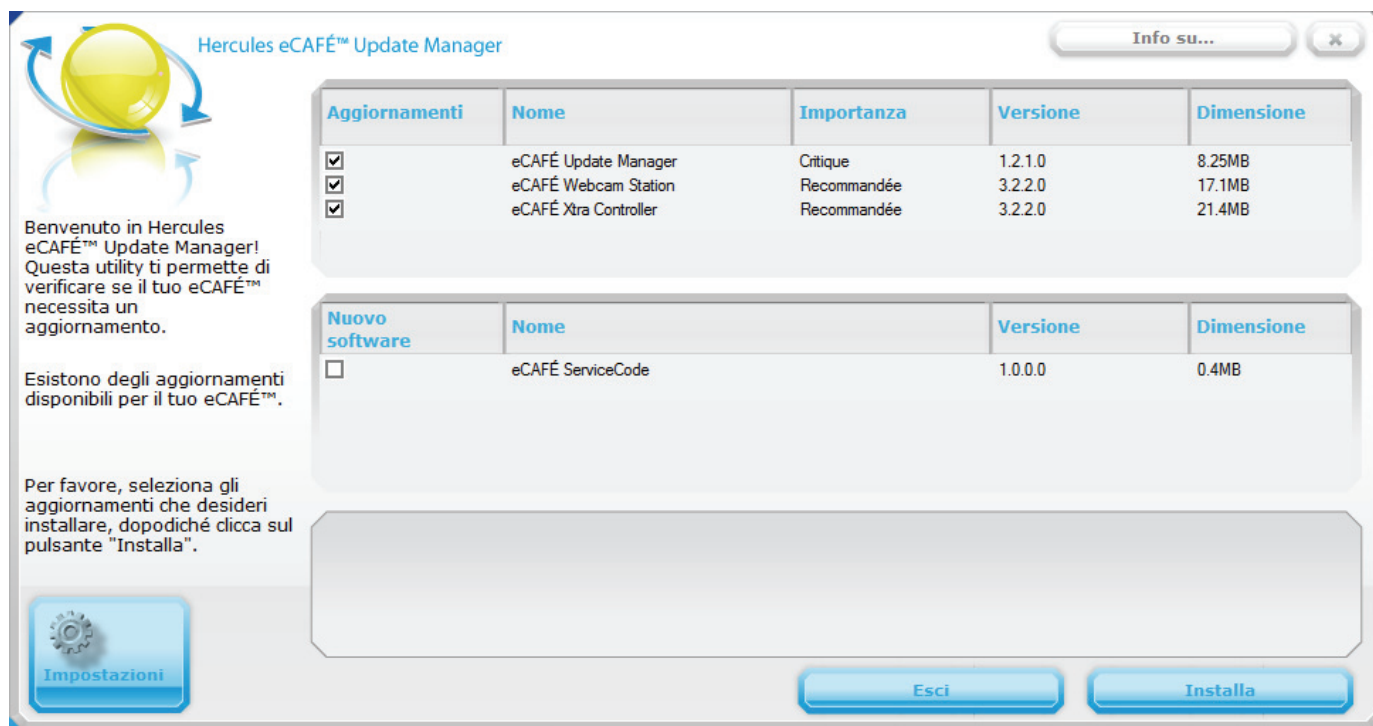 Hercules eCAFÉ™ Update Manager
Info su...
Benvenuto in Hercules
eCAFÉ™ Update Manager!
Questa utility ti permette di
verificare se il tuo eCAFÉ™
necessita un
aggiornamento.
Esistono degli aggiornamenti
disponibili per il tuo eCAFÉ™.
Per favore, seleziona gli
aggiornamenti che desideri
installare, dopodiché clicca sul
pulsante "Installa".
Impostazioni
Aggiornamenti Nome Importanza Versione Dimensione
eCAFÉ Update Manager Critique 1.2.1.0 8.25MB
eCAFÉ Webcam Station Recommandée 3.2.2.0 17.1MB
eCAFÉ Xtra Controller Recommandée 3.2.2.0 21.4MB
Nuovo
software Nome Versione Dimensione
eCAFÉ ServiceCode 1.0.0.0 0.4MB
Esci Installa